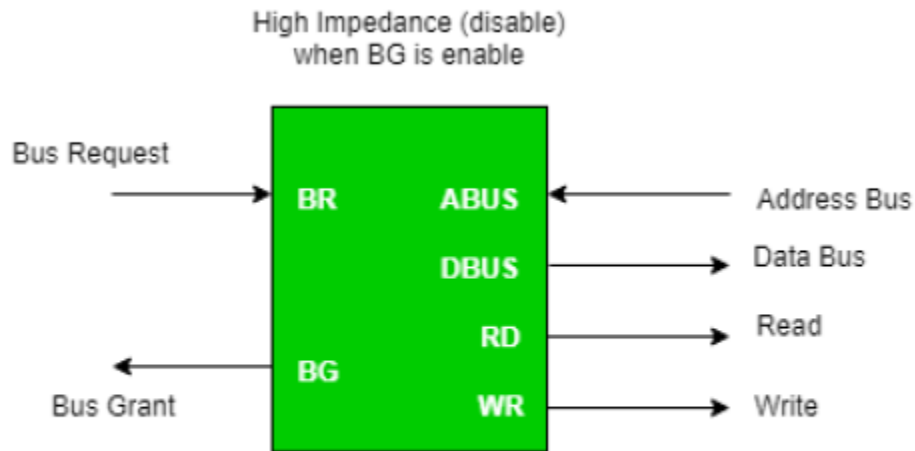 High Impedance (disable)
when BG is enable
Bus Request
BR
ABUS
Address Bus
DBUS
Data Bus
RD
Read
BG
Bus Grant
WR
Write